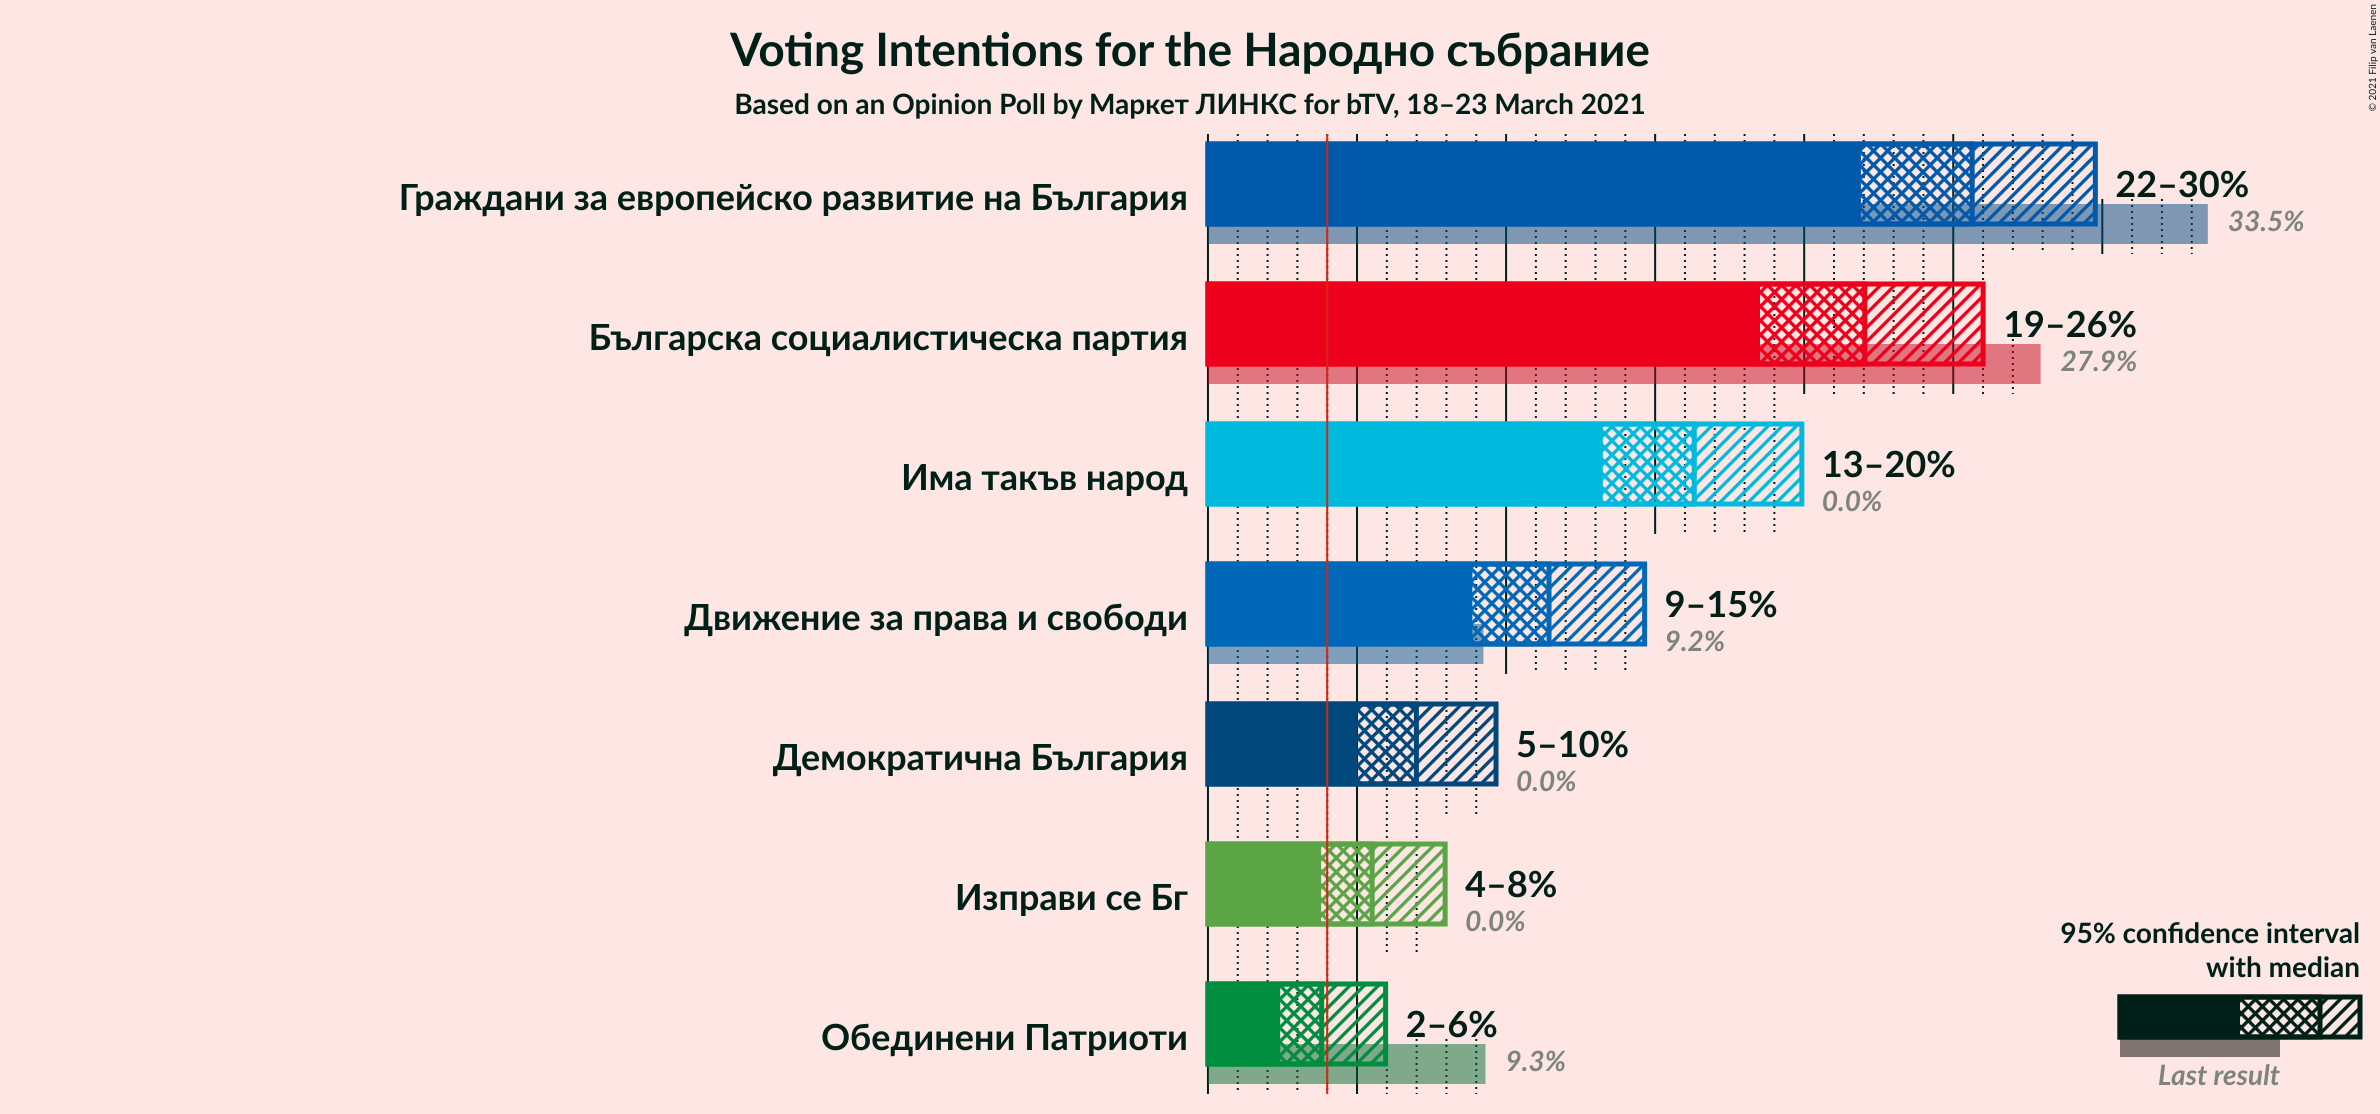 Voting Intentions for the Народно събрание
Based on an Opinion Poll by Маркет ЛИНКС for bTV, 18–23 March 2021
© 2021 Filip van Laenen
Граждани за европейско развитие на България
22–30%
33.5%
Българска социалистическа партия
19–26%
27.9%
Има такъв народ
13–20%
0.0%
Движение за права и свободи
9–15%
9.2%
Демократична България
5–10%
0.0%
Изправи се Бг
4–8%
0.0%
Обединени Патриоти
2–6%
9.3%
95% confidence interval
with median
Last result